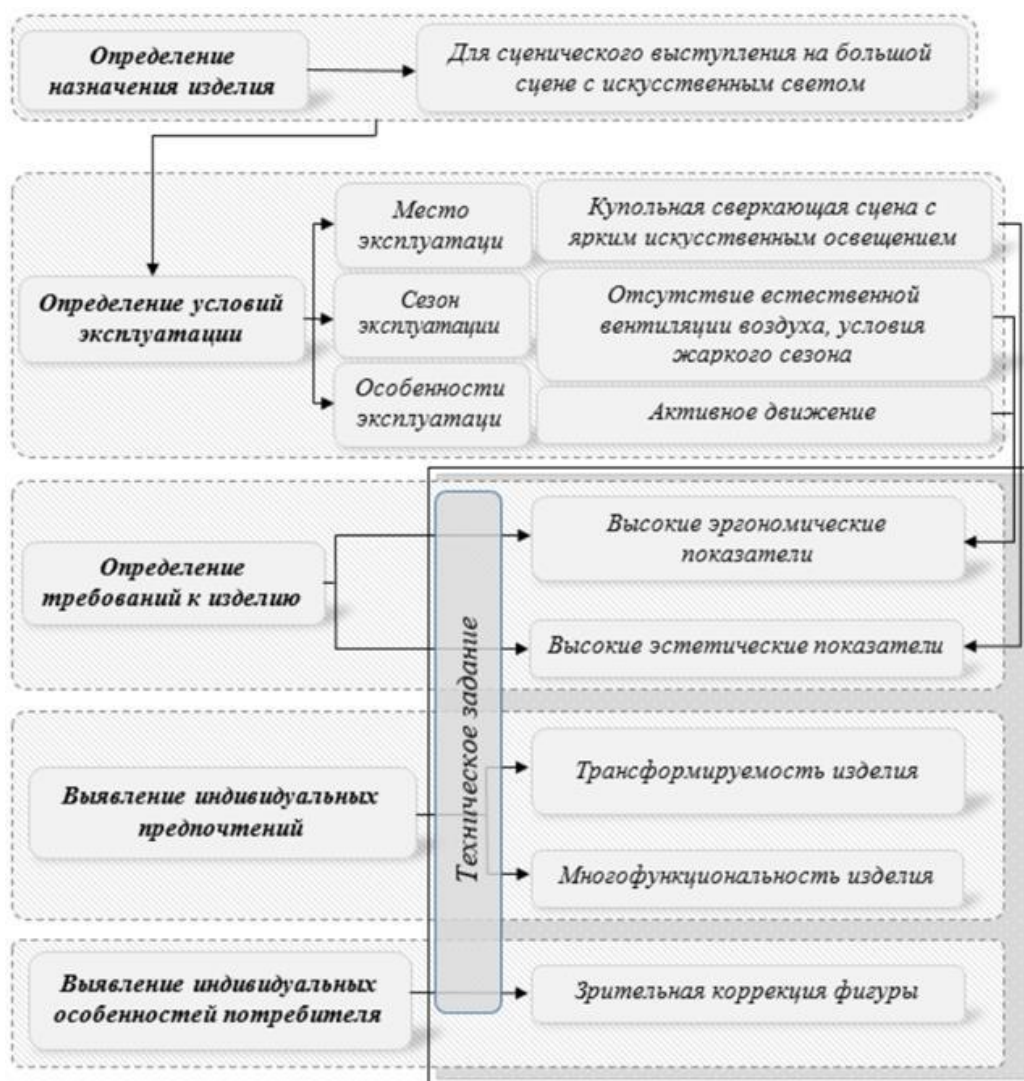 Определение
назначения изделия
Для сценического выступления на большой
сцене с искусственным светом
Место
эксплуатаци
Купольная сверкающая сцена с
ярким искусственным освещением
Определение условий
эксплуатации
Сезон
эксплуатации
Отсутствие естественной
вентиляции воздуха, условия
жаркого сезона
Особенности
эксплуатаци
Активное движение
Определение
требований к изделию
Техническое задание
Высокие эргономические
показатели
Высокие эстетические показатели
Выявление индивидуальных
предпочтений
Трансформируемость изделия
Многофункциональность изделия
Выявление индивидуальных
особенностей потребителя
Зрительная коррекция фигуры